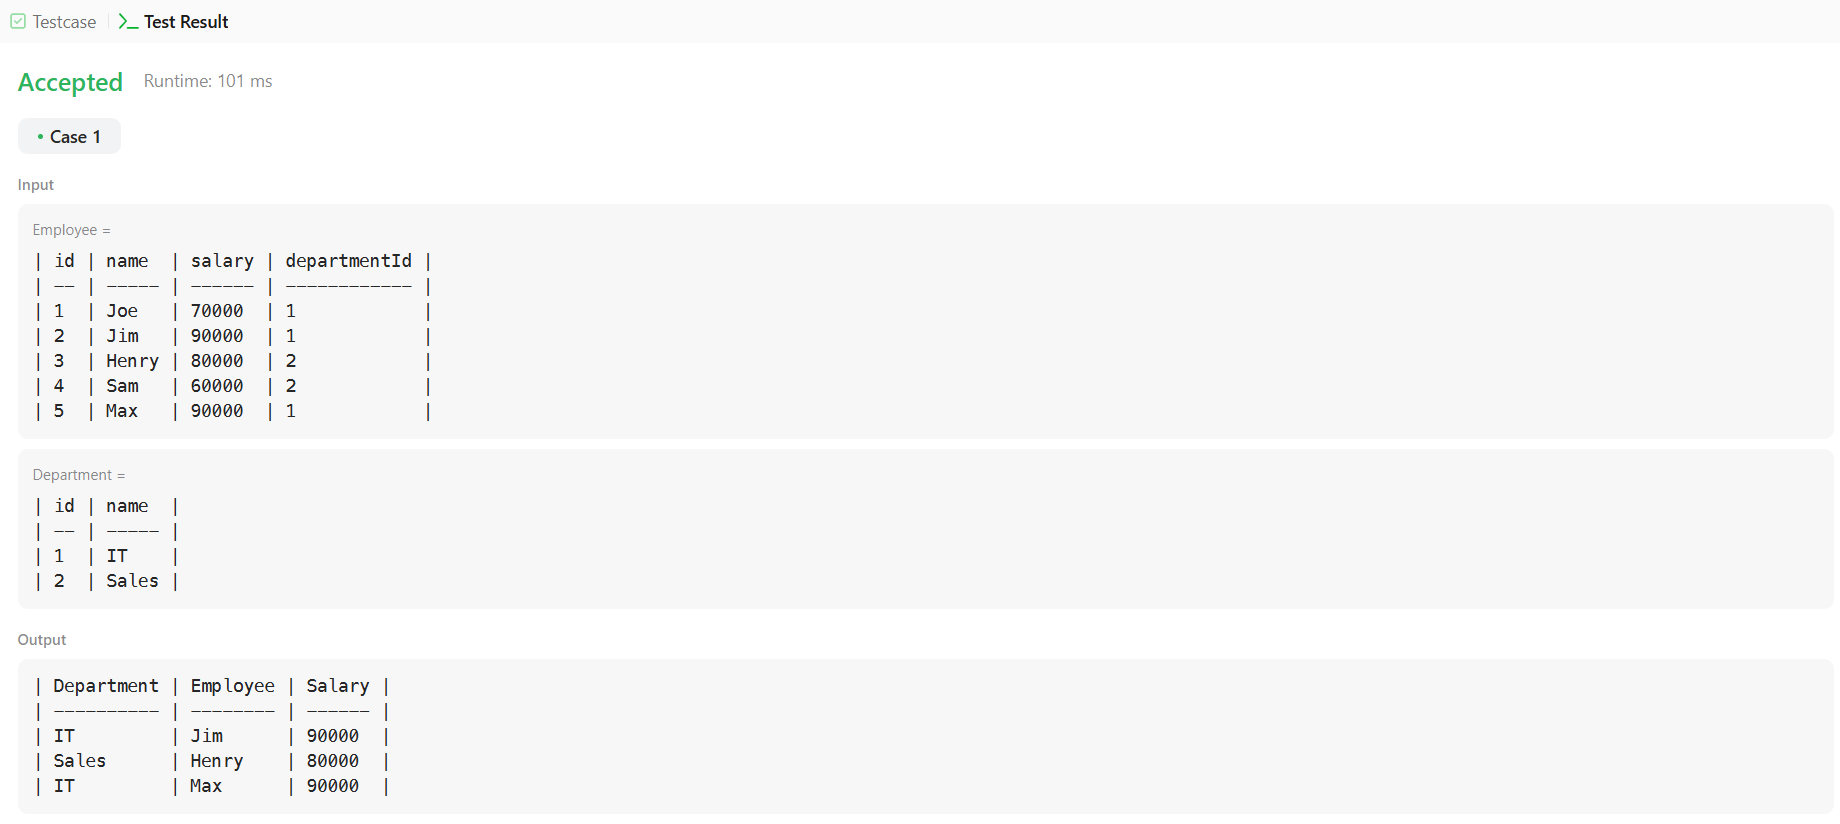 Testcase >_ Test Result
Accepted Runtime: 101 ms
• Case 1
Input
Employee =
| id | name  | salary | departmentId |
| -- | ----- | ------ | ------------ |
| 1  | Joe   | 70000  | 1            |
| 2  | Jim   | 90000  | 1            |
| 3  | Henry | 80000  | 2            |
| 4  | Sam   | 60000  | 2            |
| 5  | Max   | 90000  | 1            |
Department =
| id | name  |
| -- | ----- |
| 1  | IT    |
| 2  | Sales |
Output
| Department | Employee | Salary |
| ---------- | -------- | ------ |
| IT         | Jim      | 90000  |
| Sales      | Henry    | 80000  |
| IT         | Max      | 90000  |